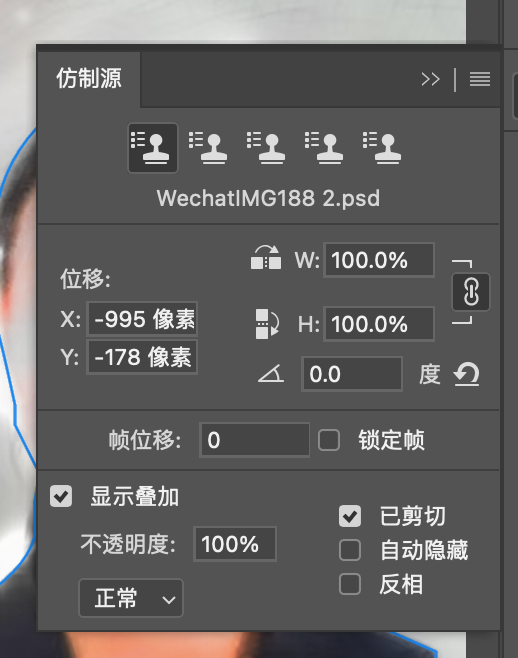 仿制源
WechatIMG188 2.psd
位移:
W: 100.0%
X: -995 像素
H: 100.0%
Y: -178 像素
0.0 度
帧位移: 0 锁定帧
显示叠加
已剪切
不透明度: 100%
自动隐藏
正常
反相